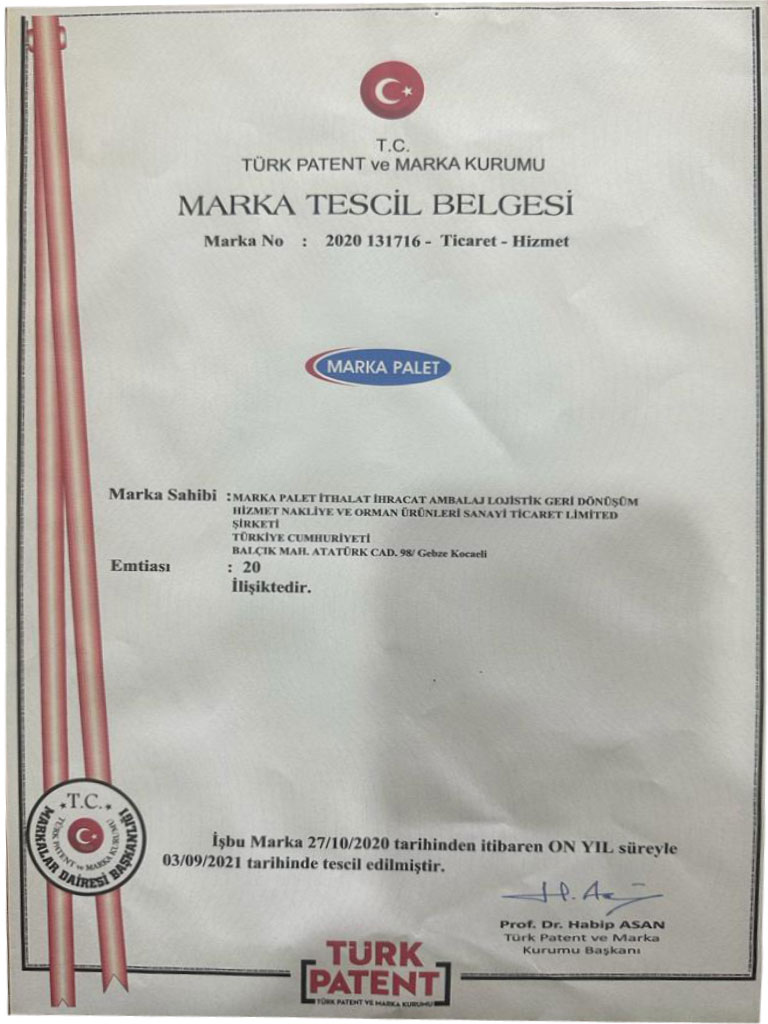 T.C.
TÜRK PATENT ve MARKA KURUMU
MARKA TESCİL BELGESİ
Marka No : 2020 131716 - Ticaret - Hizmet
MARKA PALET
Marka Sahibi : MARKA PALET İTHALAT İHRACAT AMBALAJ LOJİSTİK GERİ DÖNÜŞÜM
HİZMET NAKLİYE VE ORMAN ÜRÜNLERİ SANAYİ TİCARET LİMİTED
ŞİRKETİ
TÜRKİYE CUMHURİYETİ
BALÇIK MAH. ATATÜRK CAD. 98/ Gebze Kocaeli
Emtiası : 20
İlişiktedir.
T.C.
TÜRK PATENT ve MARKA KURUMU
MARKALAR DAİRESİ BAŞKANLIĞI
İşbu Marka 27/10/2020 tarihinden itibaren ON YIL süreyle
03/09/2021 tarihinde tescil edilmiştir.
Prof. Dr. Habip ASAN
Türk Patent ve Marka
Kurumu Başkanı
TÜRK
PATENT
TÜRK PATENT VE MARKA KURUMU